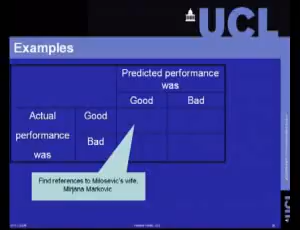 UCL
Examples
Predicted performance
was
Good Bad
Actual Good
performance
was Bad
Find references to Milosevic's wife,
Mirjana Markovic